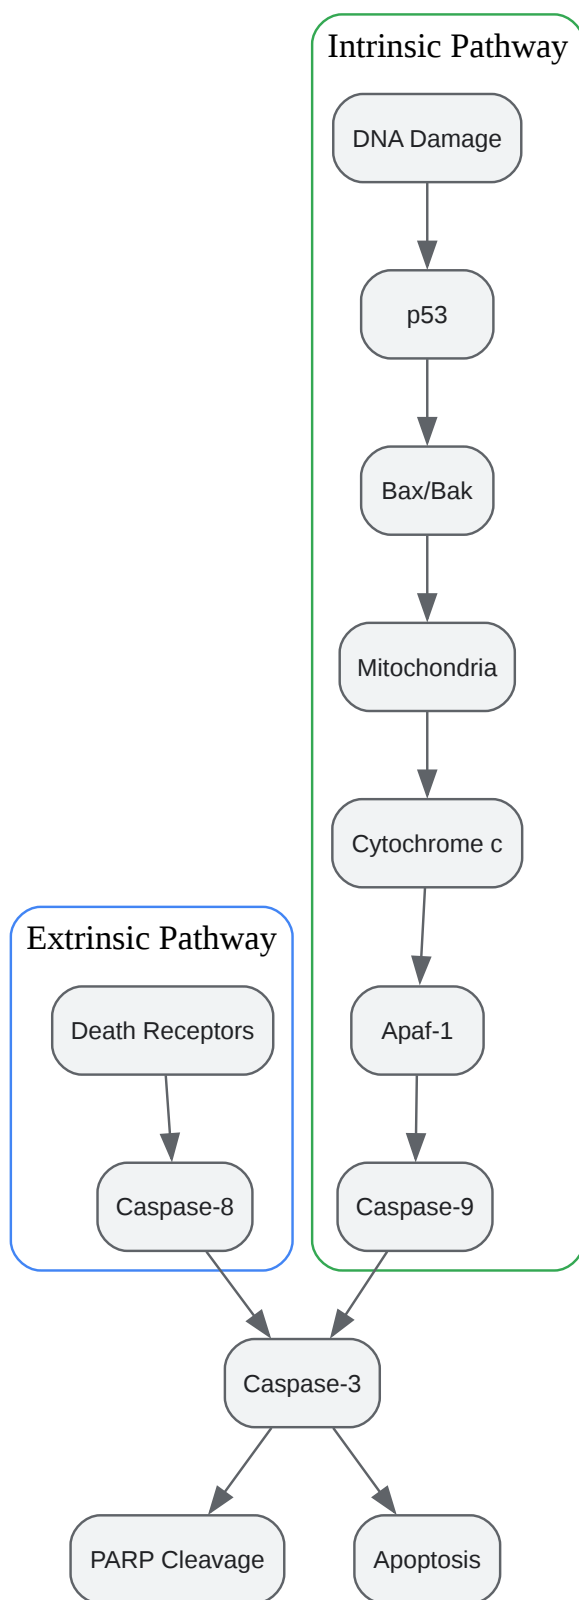 Intrinsic Pathway
DNA Damage
p53
Bax/Bak
Mitochondria
Cytochrome c
Extrinsic Pathway
Death Receptors
Apaf-1
Caspase-8
Caspase-9
Caspase-3
PARP Cleavage
Apoptosis